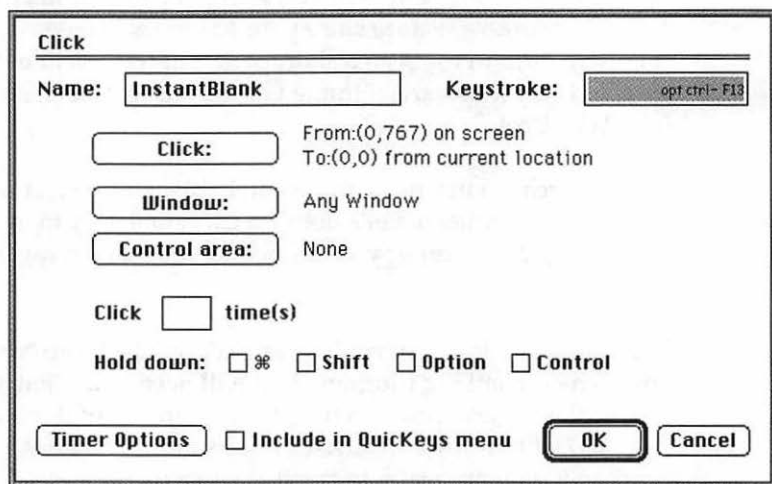 Click
Name: InstantBlank Keystroke: opt ctrl- F13
Click: From:(0,767) on screen
To:(0,0) from current location
Window: Any Window
Control area: None
Click time(s)
Hold down: ⌘ Shift Option Control
Timer Options Include in QuicKeys menu OK Cancel